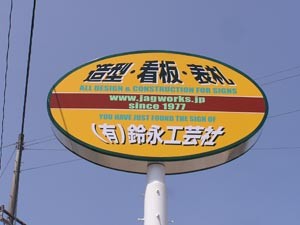 造型・看板・表札
ALL DESIGN & CONSTRUCTION FOR SIGNS
www.jagworks.jp
since 1977
YOU HAVE JUST FOUND THE SIGN OF
(有)鈴永工芸社